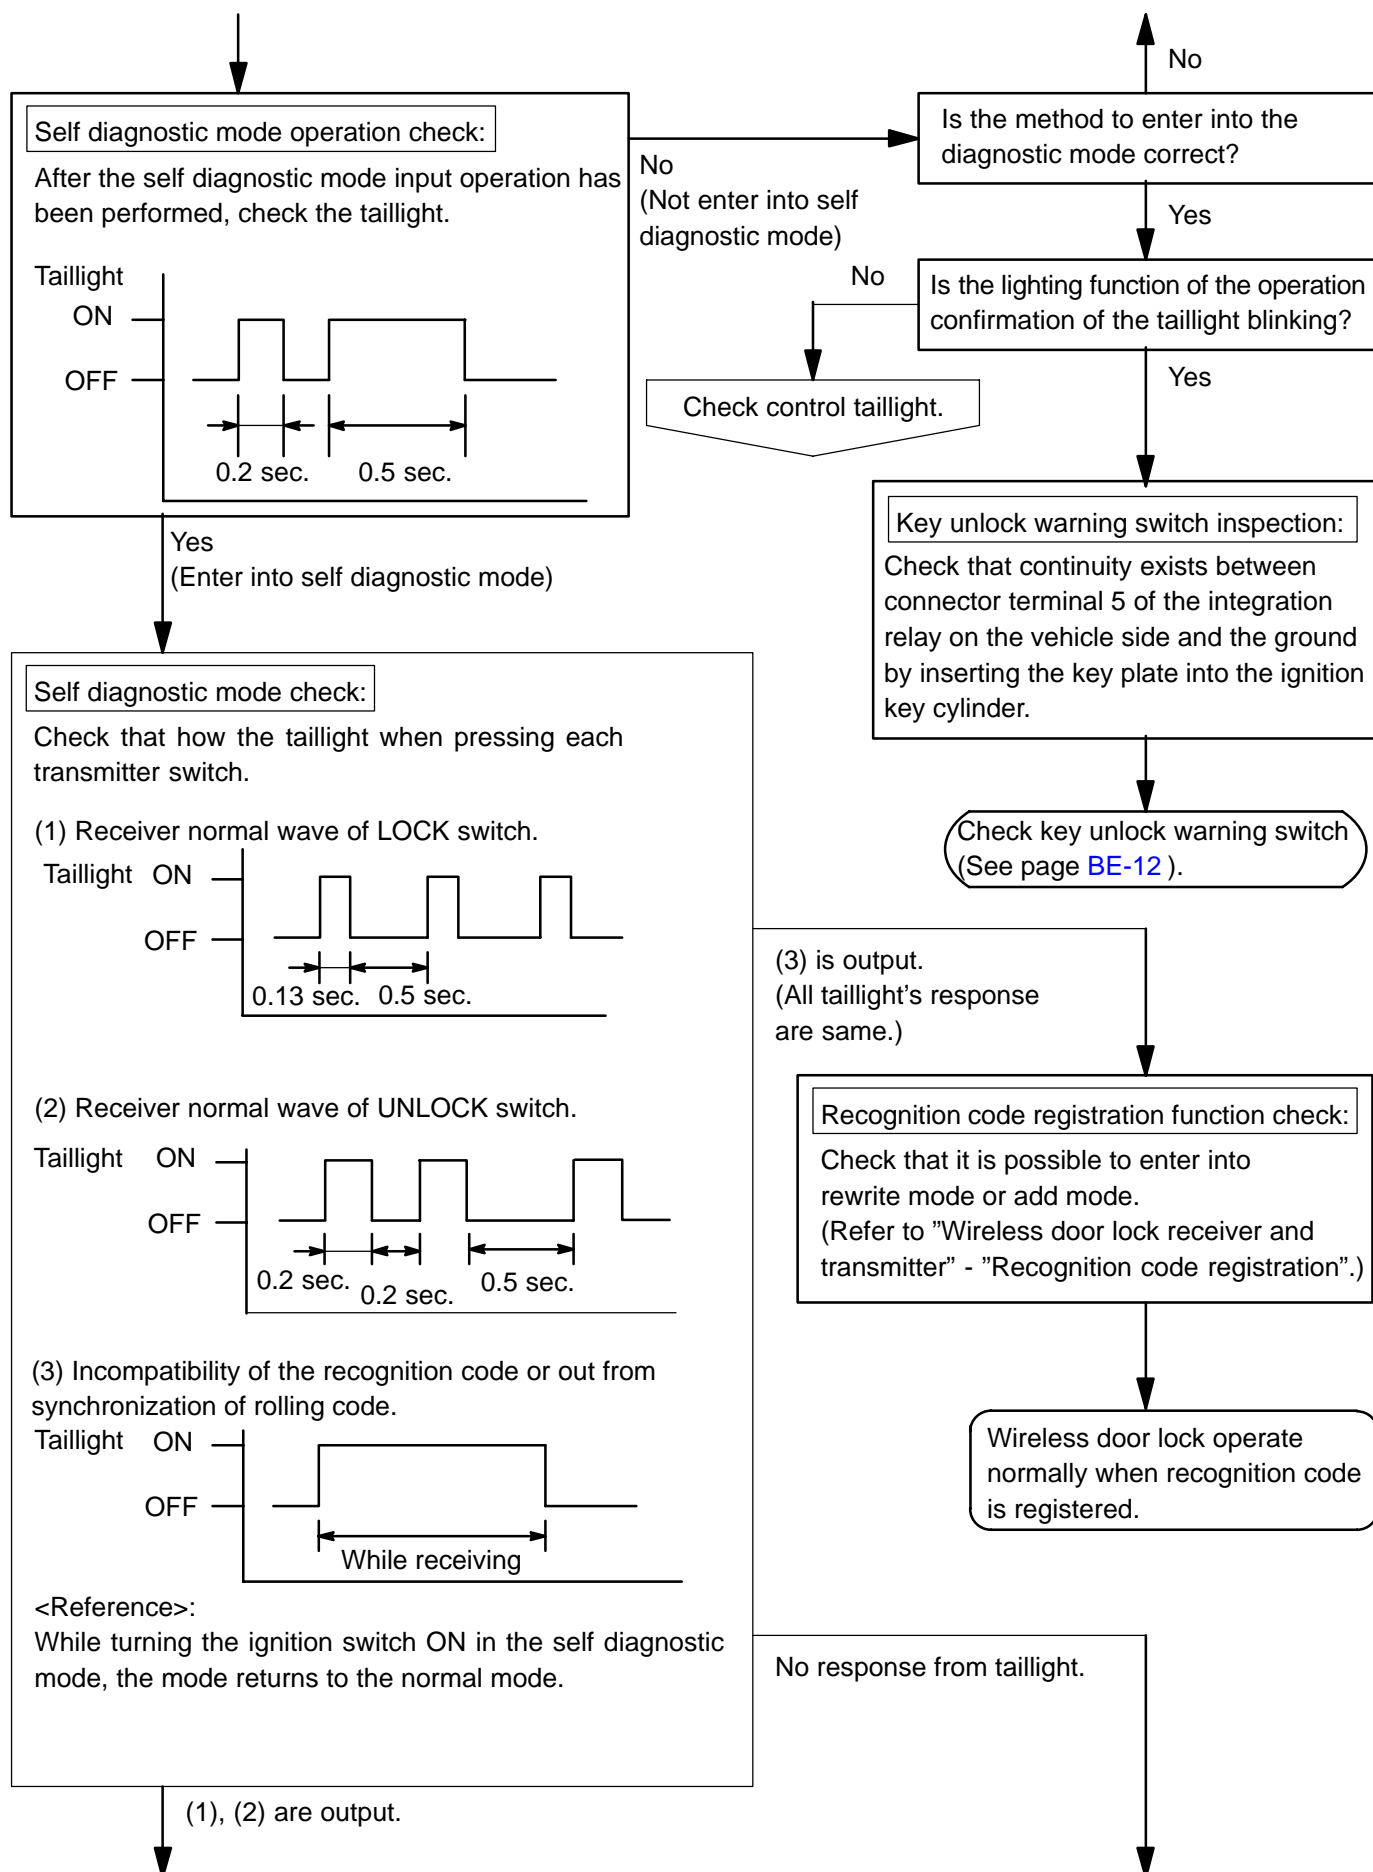 Self diagnostic mode operation check:
After the self diagnostic mode input operation has
been performed, check the taillight.
Taillight
ON
OFF
0.2 sec.
0.5 sec.
No
(Not enter into self
diagnostic mode)
No
Is the method to enter into the
diagnostic mode correct?
Yes
No
Is the lighting function of the operation
confirmation of the taillight blinking?
Check control taillight.
Yes
Key unlock warning switch inspection:
Check that continuity exists between
connector terminal 5 of the integration
relay on the vehicle side and the ground
by inserting the key plate into the ignition
key cylinder.
Check key unlock warning switch
(See page BE-12 ).
Yes
(Enter into self diagnostic mode)
Self diagnostic mode check:
Check that how the taillight when pressing each
transmitter switch.
(1) Receiver normal wave of LOCK switch.
Taillight ON
OFF
0.13 sec. 0.5 sec.
(2) Receiver normal wave of UNLOCK switch.
Taillight ON
OFF
0.2 sec.
0.2 sec.
0.5 sec.
(3) Incompatibility of the recognition code or out from
synchronization of rolling code.
Taillight ON
OFF
While receiving
<Reference>:
While turning the ignition switch ON in the self diagnostic
mode, the mode returns to the normal mode.
(3) is output.
(All taillight's response
are same.)
Recognition code registration function check:
Check that it is possible to enter into
rewrite mode or add mode.
(Refer to ”Wireless door lock receiver and
transmitter” - ”Recognition code registration”.)
Wireless door lock operate
normally when recognition code
is registered.
No response from taillight.
(1), (2) are output.